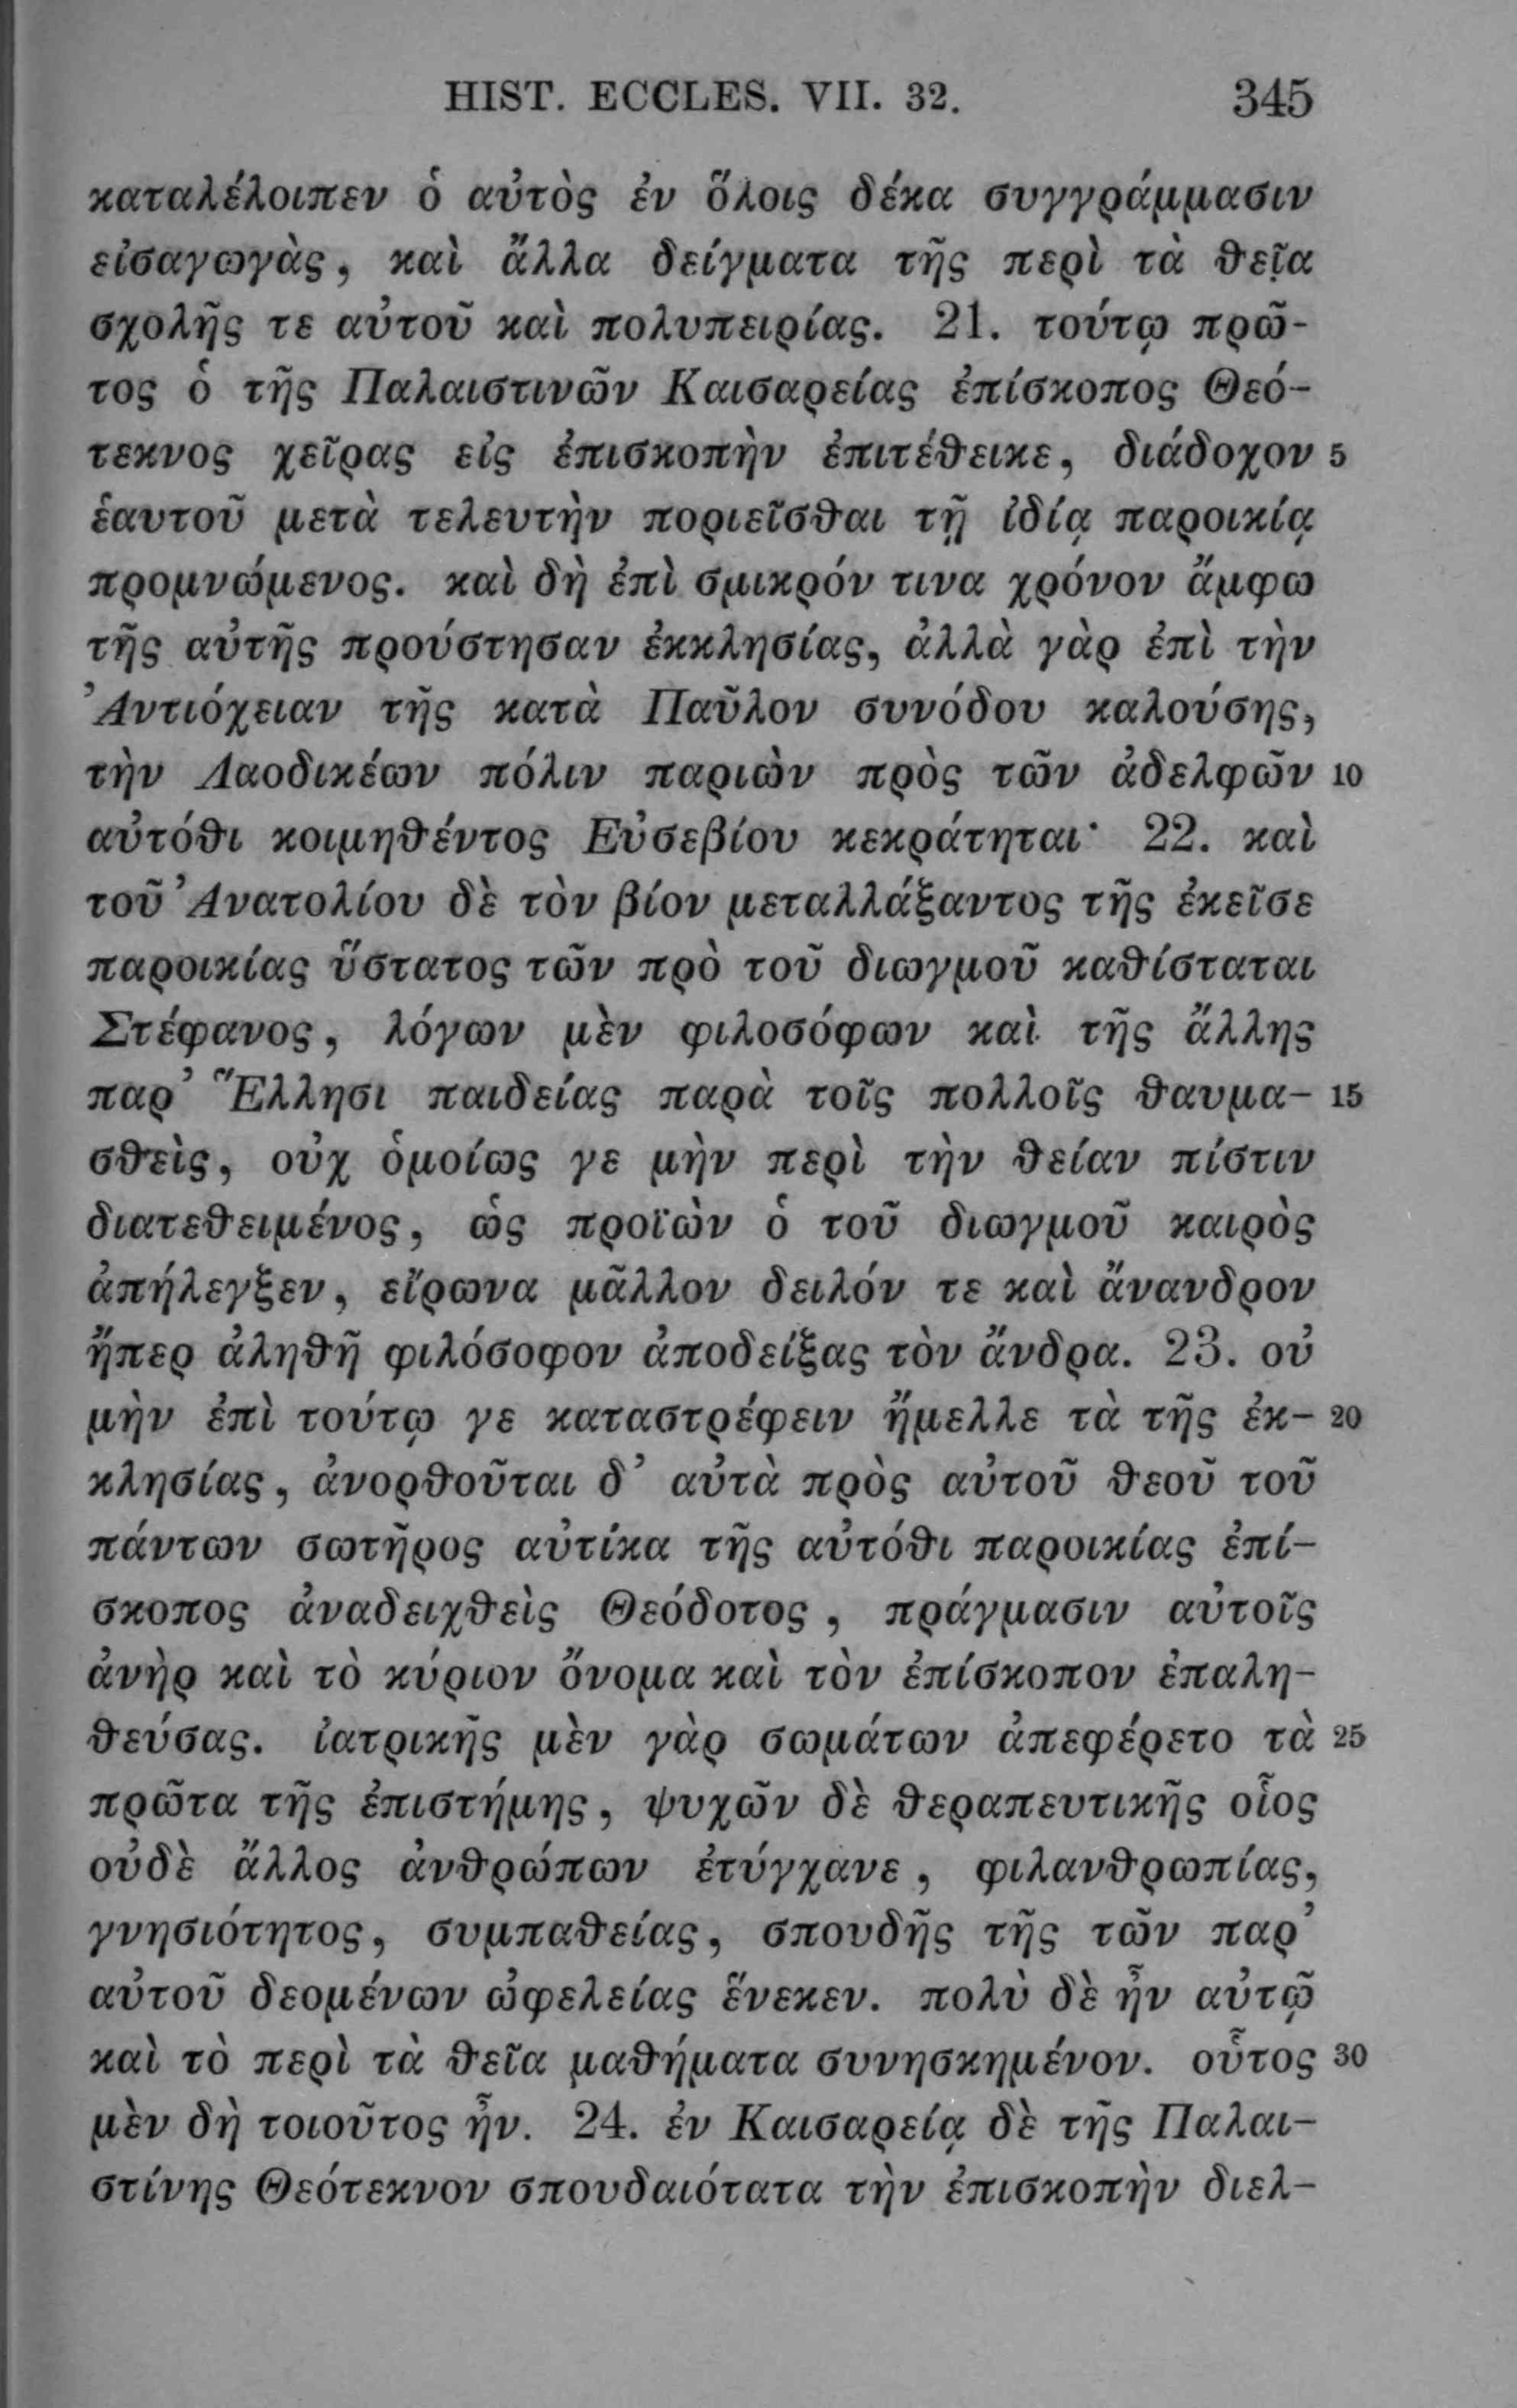 HIST. ECCLES. VII. 32. 345
καταλέλοιπεν ὁ αὐτὸς ἐν ὅλοις δέκα συγγράμμασιν
εἰσαγωγὰς, καὶ ἄλλα δείγματα τῆς περὶ τὰ θεῖα
σχολῆς τε αὐτοῦ καὶ πολυπειρίας. 21. τούτῳ πρῶ-
τος ὁ τῆς Παλαιστινῶν Καισαρείας ἐπίσκοπος Θεό-
τεκνος χεῖρας εἰς ἐπισκοπὴν ἐπιτέθεικε, διάδοχον 5
ἑαυτοῦ μετὰ τελευτὴν ποριεῖσθαι τῇ ἰδίᾳ παροικίᾳ
προμνώμενος. καὶ δὴ ἐπὶ σμικρόν τινα χρόνον ἄμφω
τῆς αὐτῆς προύστησαν ἐκκλησίας, ἀλλὰ γὰρ ἐπὶ τὴν
Ἀντιόχειαν τῆς κατὰ Παῦλον συνόδου καλούσης,
τὴν Λαοδικέων πόλιν παριὼν πρὸς τῶν ἀδελφῶν 10
αὐτόθι κοιμηθέντος Εὐσεβίου κεκράτηται· 22. καὶ
τοῦ Ἀνατολίου δὲ τὸν βίον μεταλλάξαντος τῆς ἐκεῖσε
παροικίας ὕστατος τῶν πρὸ τοῦ διωγμοῦ καθίσταται
Στέφανος, λόγων μὲν φιλοσόφων καὶ τῆς ἄλλης
παρ’ Ἕλλησι παιδείας παρὰ τοῖς πολλοῖς θαυμα- 15
σθεὶς, οὐχ ὁμοίως γε μὴν περὶ τὴν θείαν πίστιν
διατεθειμένος, ὡς προϊὼν ὁ τοῦ διωγμοῦ καιρὸς
ἀπήλεγξεν, εἴρωνα μᾶλλον δειλόν τε καὶ ἄνανδρον
ἤπερ ἀληθῆ φιλόσοφον ἀποδείξας τὸν ἄνδρα. 23. οὐ
μὴν ἐπὶ τούτῳ γε καταστρέφειν ἤμελλε τὰ τῆς ἐκ- 20
κλησίας, ἀνορθοῦται δ’ αὐτὰ πρὸς αὐτοῦ θεοῦ τοῦ
πάντων σωτῆρος αὐτίκα τῆς αὐτόθι παροικίας ἐπί-
σκοπος ἀναδειχθεὶς Θεόδοτος, πράγμασιν αὐτοῖς
ἀνὴρ καὶ τὸ κύριον ὄνομα καὶ τὸν ἐπίσκοπον ἐπαλη-
θεύσας. ἰατρικῆς μὲν γὰρ σωμάτων ἀπεφέρετο τὰ 25
πρῶτα τῆς ἐπιστήμης, ψυχῶν δὲ θεραπευτικῆς οἷος
οὐδὲ ἄλλος ἀνθρώπων ἐτύγχανε, φιλανθρωπίας,
γνησιότητος, συμπαθείας, σπουδῆς τῆς τῶν παρ’
αὐτοῦ δεομένων ὠφελείας ἕνεκεν. πολὺ δὲ ἦν αὐτῷ
καὶ τὸ περὶ τὰ θεῖα μαθήματα συνησκημένον. οὗτος 30
μὲν δὴ τοιοῦτος ἦν. 24. ἐν Καισαρείᾳ δὲ τῆς Παλαι-
στίνης Θεότεκνον σπουδαιότατα τὴν ἐπισκοπὴν διελ-